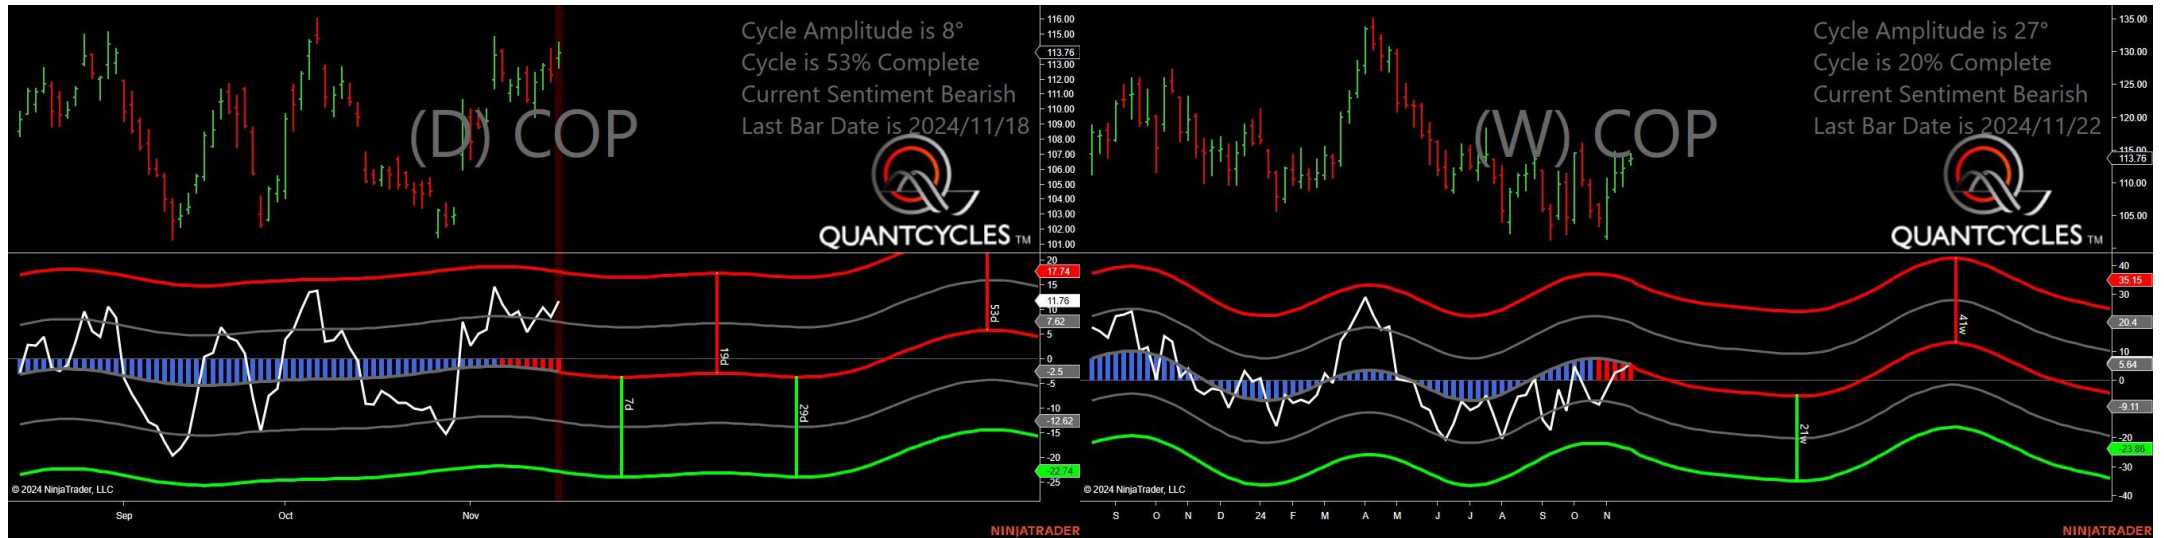 Cycle Amplitude is 8°
Cycle is 53% Complete
Current Sentiment Bearish
Last Bar Date is 2024/11/18
(D) COP
QUANTCYCLES TM
116.00
115.00
113.76
113.00
112.00
111.00
110.00
109.00
108.00
107.00
106.00
105.00
104.00
103.00
102.00
101.00
20
17.74
15
11.76
10
7.62
5
0
-2.5
-5
-10
-12.62
-15
-20
-22.74
-25
7d
19d
29d
53d
© 2024 NinjaTrader, LLC
Sep Oct Nov
NINJATRADER
Cycle Amplitude is 27°
Cycle is 20% Complete
Current Sentiment Bearish
Last Bar Date is 2024/11/22
(W) COP
QUANTCYCLES TM
135.00
130.00
125.00
120.00
115.00
113.76
110.00
105.00
40
35.15
30
20.4
10
5.64
0
-9.11
-20
-23.86
-30
-40
21w
41w
© 2024 NinjaTrader, LLC
S O N D 24 F M A M J J A S O N
NINJATRADER